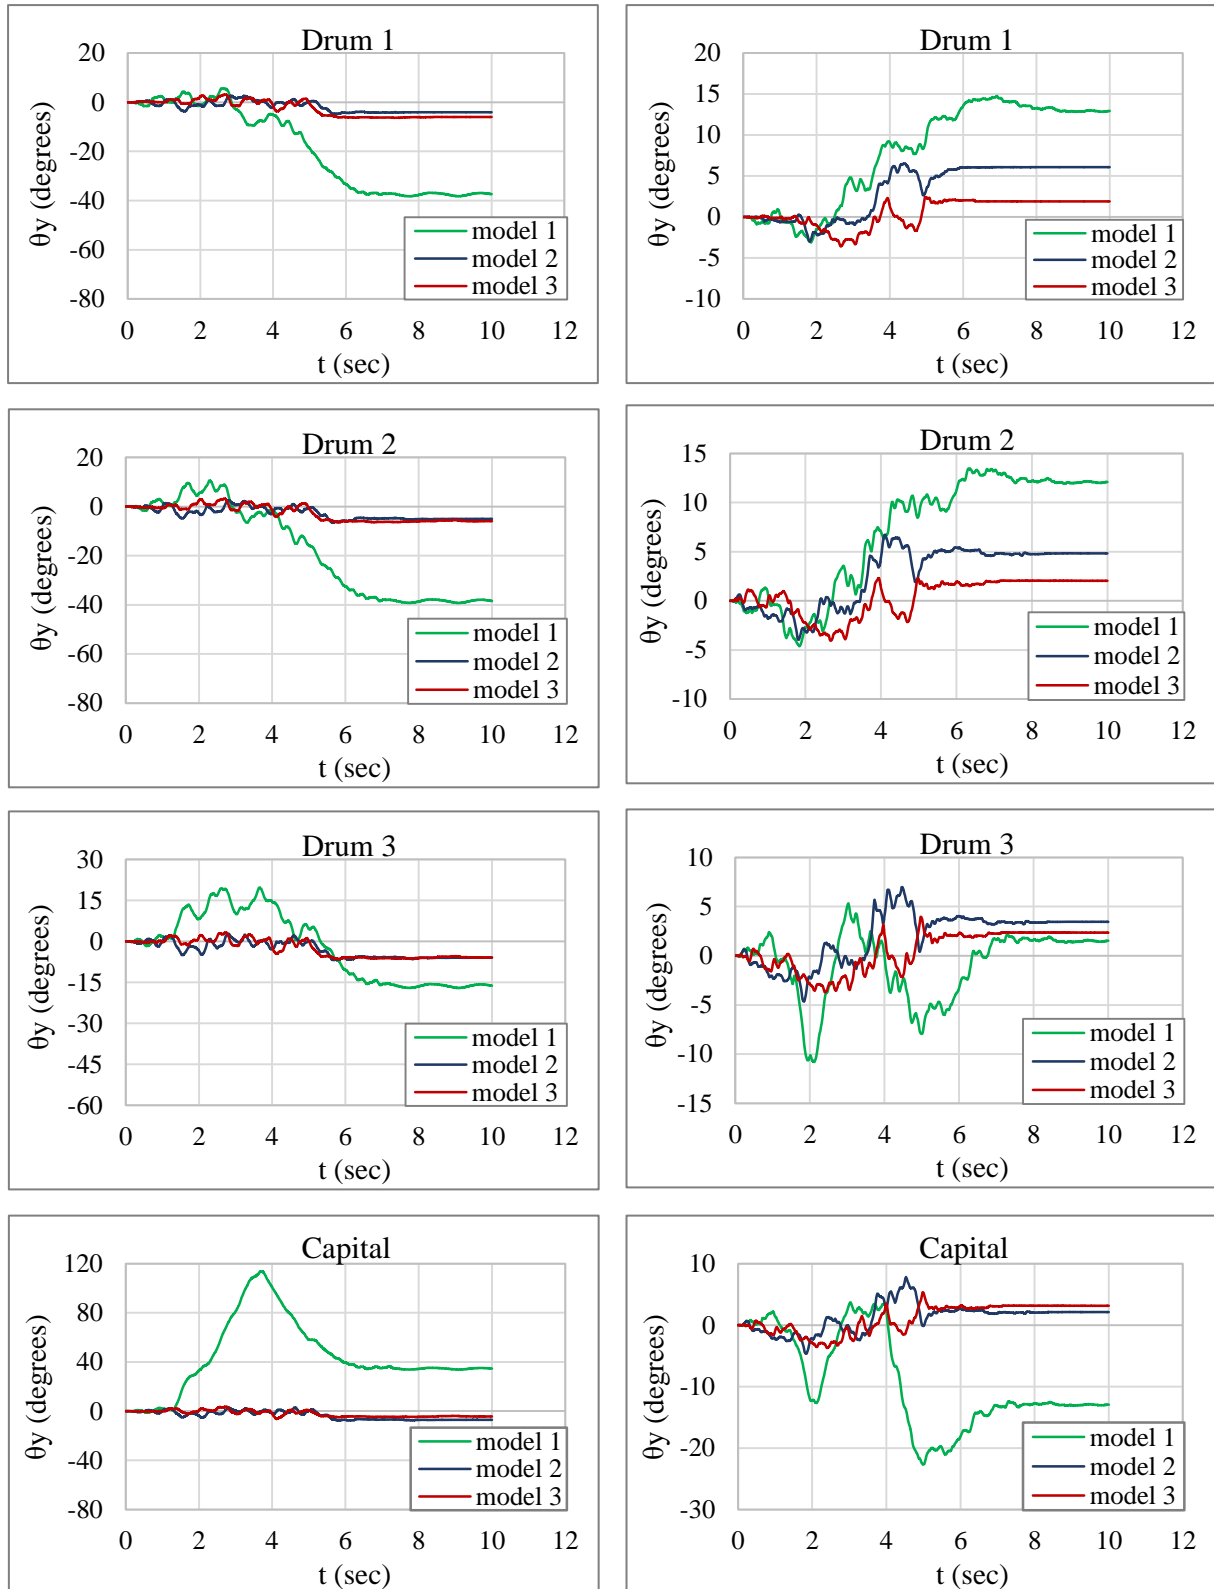 Drum 1
20
0
-20
-40
-60
-80
θy (degrees)
model 1
model 2
model 3
0 2 4 6 8 10 12
t (sec)
Drum 1
20
15
10
5
0
-5
-10
θy (degrees)
model 1
model 2
model 3
0 2 4 6 8 10 12
t (sec)
Drum 2
20
0
-20
-40
-60
-80
θy (degrees)
model 1
model 2
model 3
0 2 4 6 8 10 12
t (sec)
Drum 2
15
10
5
0
-5
-10
θy (degrees)
model 1
model 2
model 3
0 2 4 6 8 10 12
t (sec)
Drum 3
30
15
0
-15
-30
-45
-60
θy (degrees)
model 1
model 2
model 3
0 2 4 6 8 10 12
t (sec)
Drum 3
10
5
0
-5
-10
-15
θy (degrees)
model 1
model 2
model 3
0 2 4 6 8 10 12
t (sec)
Capital
120
80
40
0
-40
-80
θy (degrees)
model 1
model 2
model 3
0 2 4 6 8 10 12
t (sec)
Capital
10
0
-10
-20
-30
θy (degrees)
model 1
model 2
model 3
0 2 4 6 8 10 12
t (sec)